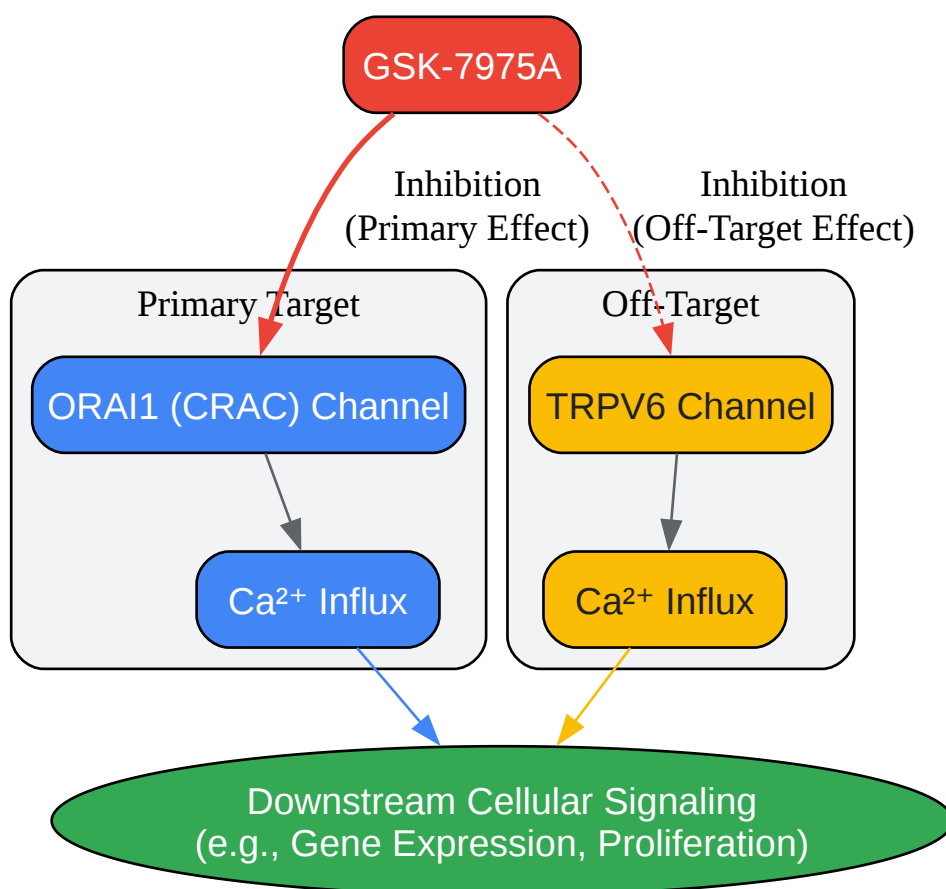 GSK-7975A
Inhibition
(Primary Effect)
Inhibition
(Off-Target Effect)
Primary Target
Off-Target
ORAI1 (CRAC) Channel
TRPV6 Channel
Ca²⁺ Influx
Ca²⁺ Influx
Downstream Cellular Signaling
(e.g., Gene Expression, Proliferation)